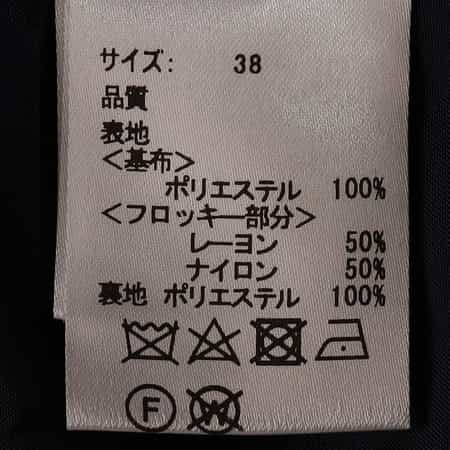 サイズ: 38
品質
表地
<基布>
ポリエステル 100%
<フロッキー部分>
レーヨン 50%
ナイロン 50%
裏地 ポリエステル 100%
F W